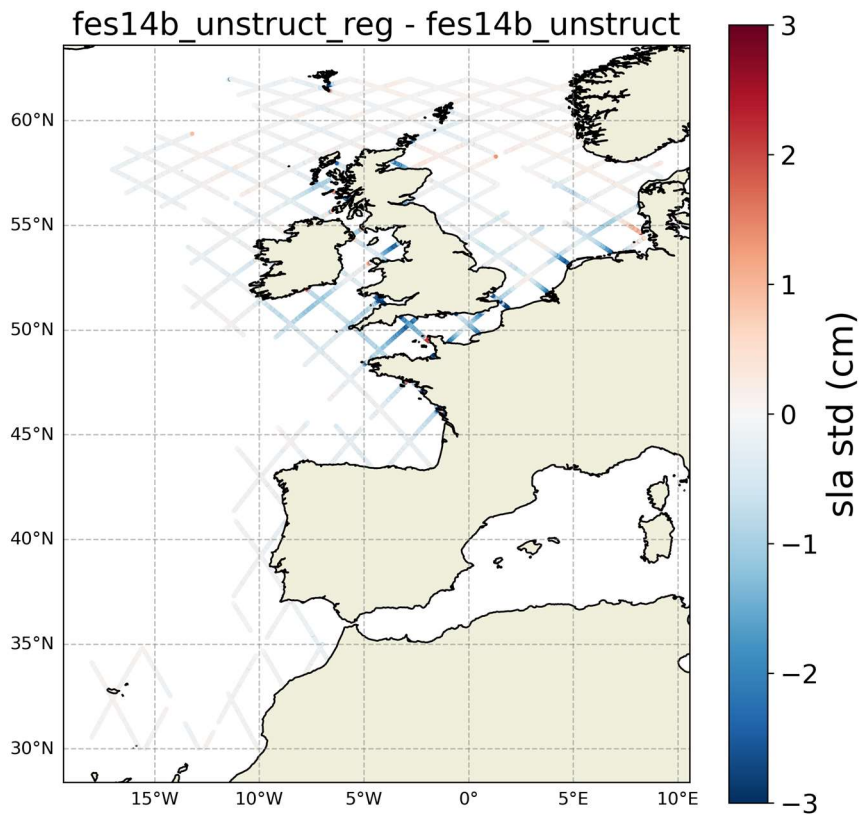 fes14b_unstruct_reg - fes14b_unstruct
60°N
55°N
50°N
45°N
40°N
35°N
30°N
15°W
10°W
5°W
0°
5°E
10°E
3
2
1
0
−1
−2
−3
sla std (cm)